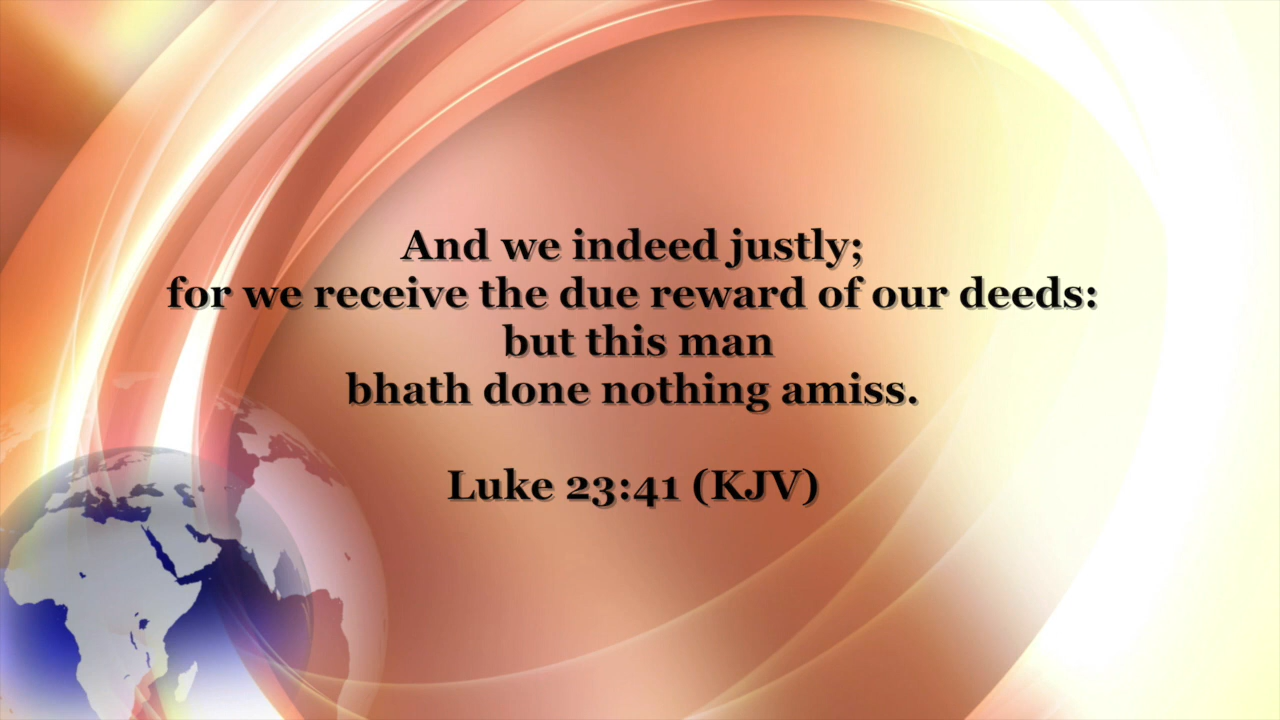 And we indeed justly;
for we receive the due reward of our deeds:
but this man
bhath done nothing amiss.
Luke 23:41 (KJV)